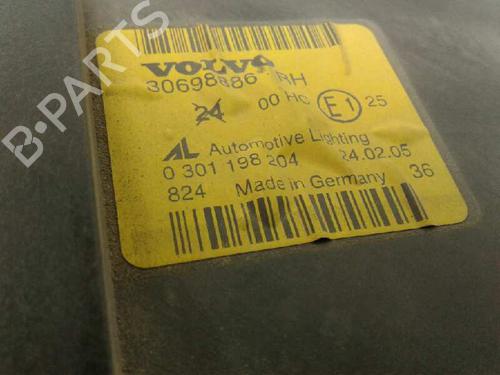 B-PARTS
VOLVO
RH
24 00 HC E1 25
AL Automotive Lighting
0 301 198 204 24.02.05
824 Made in Germany 36